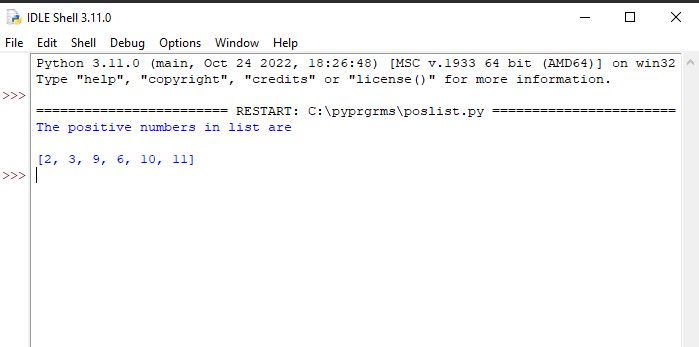 IDLE Shell 3.11.0
File Edit Shell Debug Options Window Help
Python 3.11.0 (main, Oct 24 2022, 18:26:48) [MSC v.1933 64 bit (AMD64)] on win32
Type "help", "copyright", "credits" or "license()" for more information.
>>>
======================== RESTART: C:\pyprgrms\poslist.py =======================
The positive numbers in list are
[2, 3, 9, 6, 10, 11]
>>>